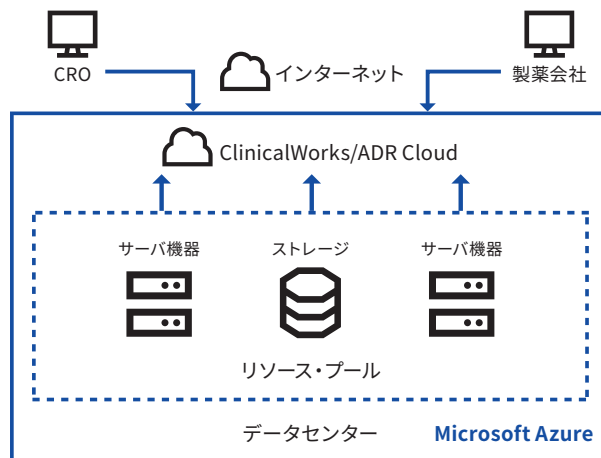 CRO
インターネット
製薬会社
ClinicalWorks/ADR Cloud
サーバ機器
ストレージ
サーバ機器
リソース・プール
データセンター
Microsoft Azure